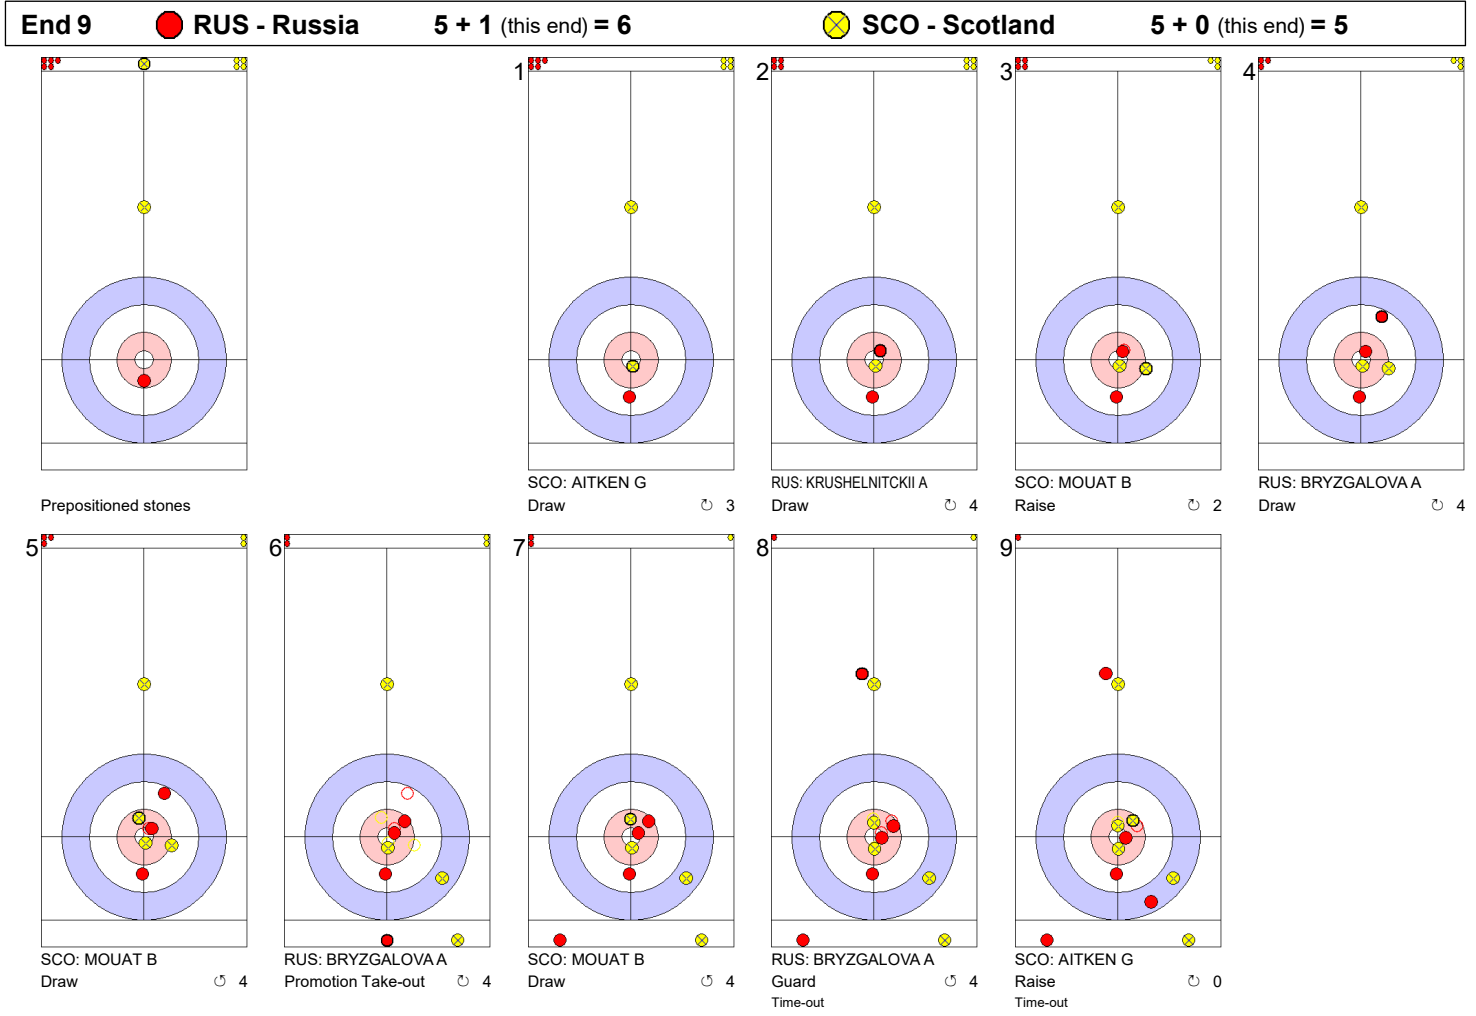 End 9 RUS - Russia 5 + 1 (this end) = 6 SCO - Scotland 5 + 0 (this end) = 5
1 2 3 4
Prepositioned stones
SCO: AITKEN G
Draw ↻ 3
RUS: KRUSHELNITCKII A
Draw ↻ 4
SCO: MOUAT B
Raise ↻ 2
RUS: BRYZGALOVA A
Draw ↻ 4
5 6 7 8 9
SCO: MOUAT B
Draw ↺ 4
RUS: BRYZGALOVA A
Promotion Take-out ↻ 4
SCO: MOUAT B
Draw ↺ 4
RUS: BRYZGALOVA A
Guard ↺ 4
Time-out
SCO: AITKEN G
Raise ↻ 0
Time-out